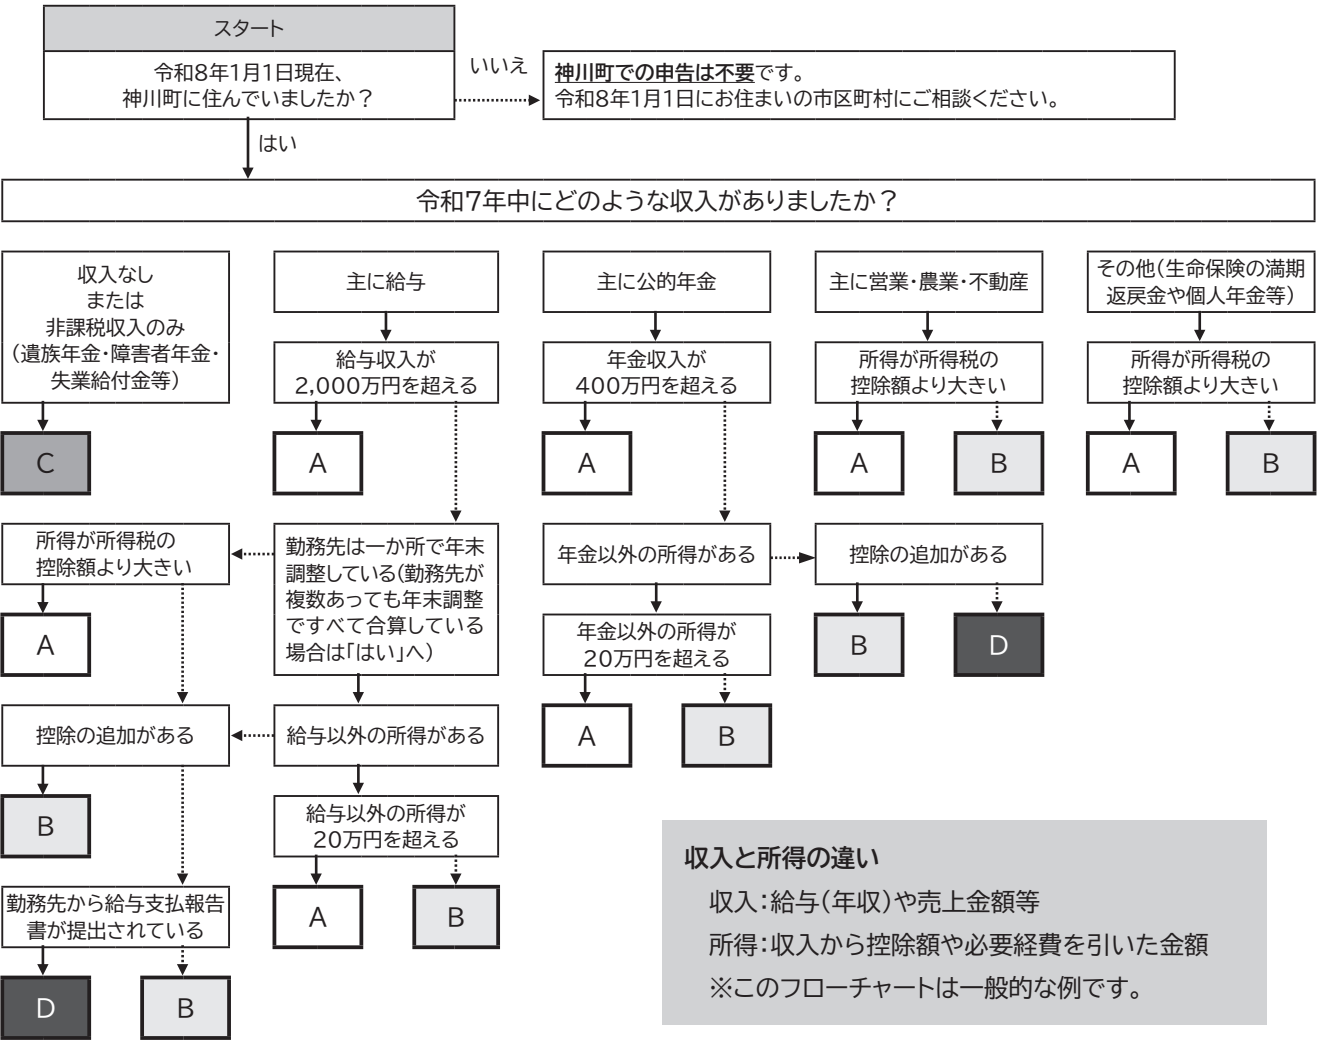 スタート
令和8年1月1日現在、
神川町に住んでいましたか？
いいえ
神川町での申告は不要です。
令和8年1月1日にお住まいの市区町村にご相談ください。
はい
令和7年中にどのような収入がありましたか？
収入なし
または
非課税収入のみ
（遺族年金・障害者年金・
失業給付金等）
主に給与
主に公的年金
主に営業・農業・不動産
その他（生命保険の満期
返戻金や個人年金等）
給与収入が
2,000万円を超える
年金収入が
400万円を超える
所得が所得税の
控除額より大きい
所得が所得税の
控除額より大きい
C
A
A
A
B
A
B
所得が所得税の
控除額より大きい
勤務先は一か所で年末
調整している（勤務先が
複数あっても年末調整
ですべて合算している
場合は「はい」へ）
年金以外の所得がある
控除の追加がある
A
年金以外の所得が
20万円を超える
B
D
控除の追加がある
給与以外の所得がある
A
B
B
給与以外の所得が
20万円を超える
勤務先から給与支払報告
書が提出されている
A
B
D
B
収入と所得の違い
収入：給与（年収）や売上金額等
所得：収入から控除額や必要経費を引いた金額
※このフローチャートは一般的な例です。